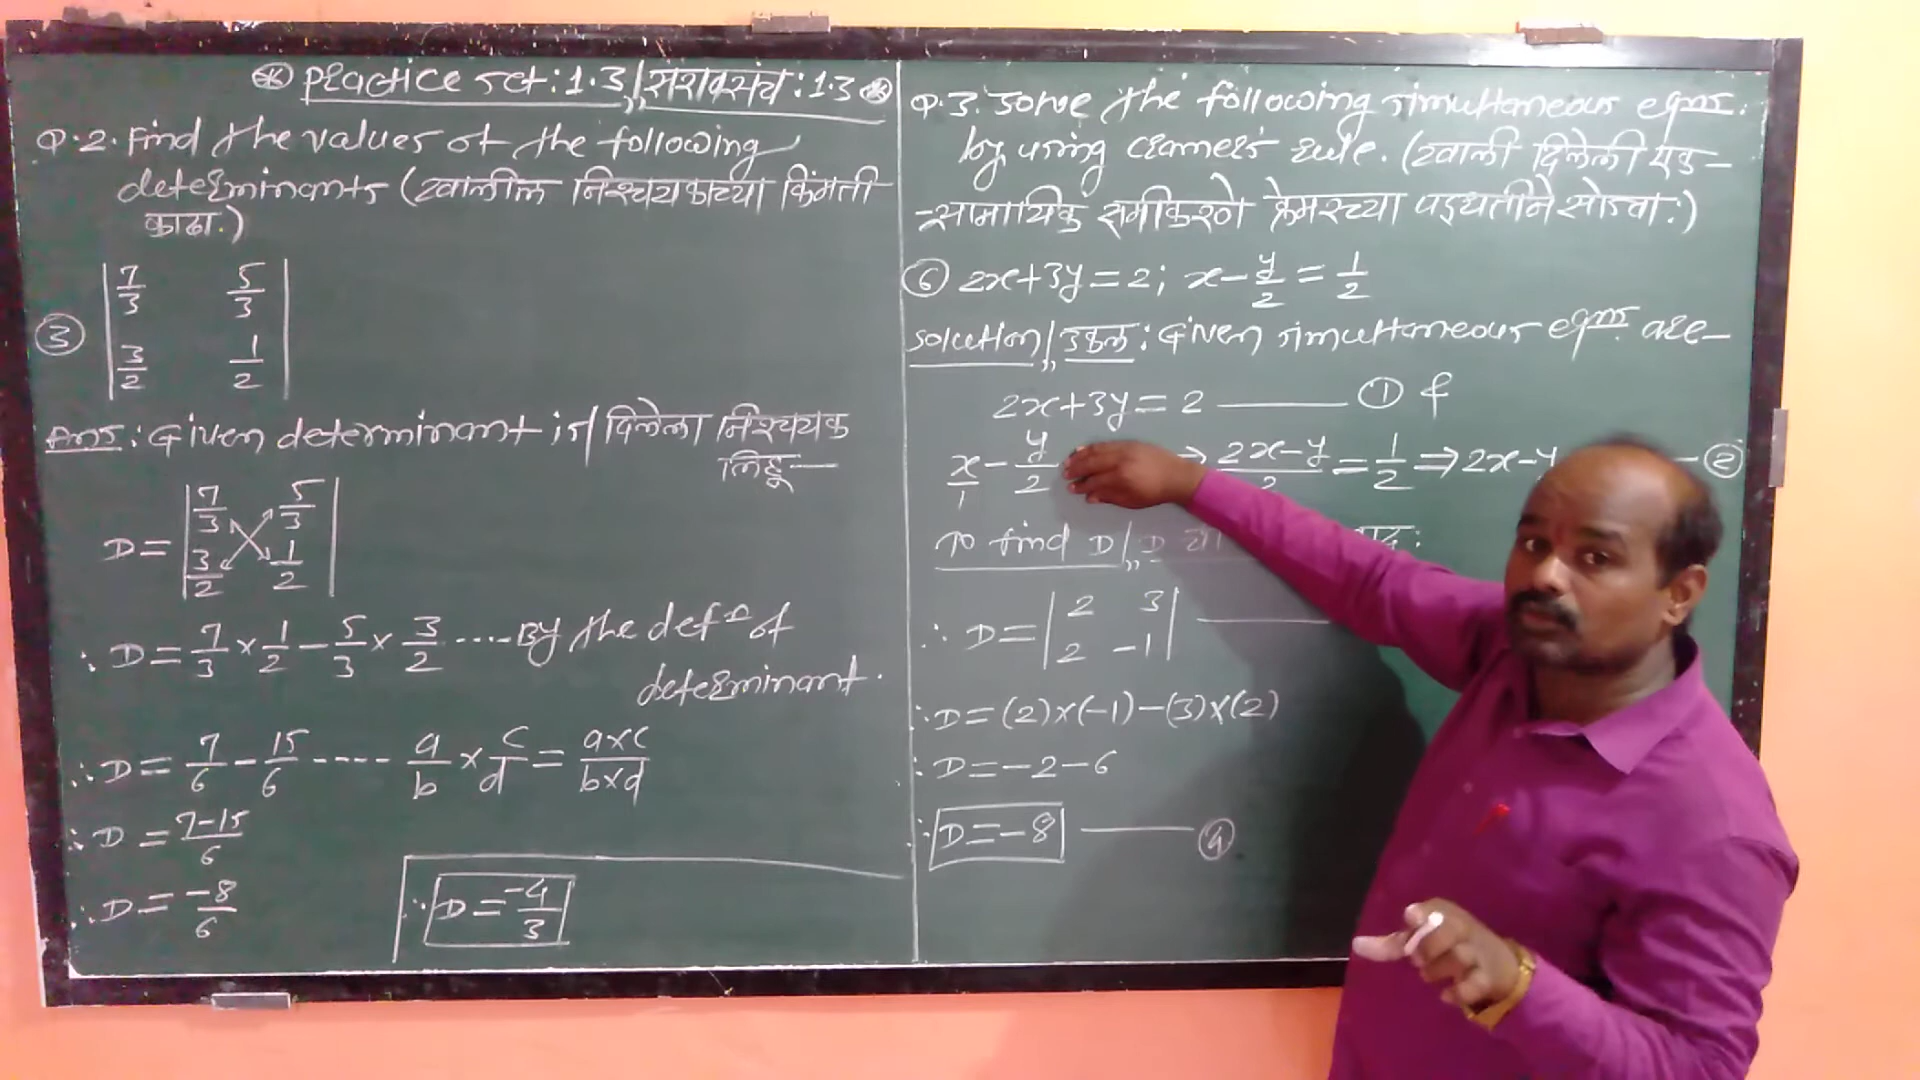 Practice set: 1.3 / सरावसंच: 1.3
Q.2. Find the values of the following
determinants (खालील निश्चयकाच्या किंमती
काढा.)
③ | 7/3 5/3 |
| 3/2 1/2 |
Ans: Given determinant is / दिलेला निश्चयक
लिहू—
D = | 7/3 5/3 |
| 3/2 1/2 |
∴ D = 7/3 × 1/2 − 5/3 × 3/2 ---- By the defⁿ of
determinant.
∴ D = 7/6 − 15/6 ---- a/b × c/d = a×c/b×d
∴ D = 7−15/6
∴ D = −8/6
∴ D = −4/3
Q.3. Solve the following simultaneous eqns.
by using cramer's rule. (खाली दिलेली एक-
-सामायिक समीकरणे क्रेमरच्या पद्धतीने सोडवा:)
⑥ 2x+3y=2; x−y/2 = 1/2
Solution / उकल: Given simultaneous eqns. are—
2x+3y=2 —— ① &
x/1 − y/2 ⇒ 2x−y/2 = 1/2 ⇒ 2x−y — ②
To find D / D
∴ D = | 2 3 |
| 2 −1 |
∴ D = (2)×(−1)−(3)×(2)
∴ D = −2−6
∴ D = −8 ——